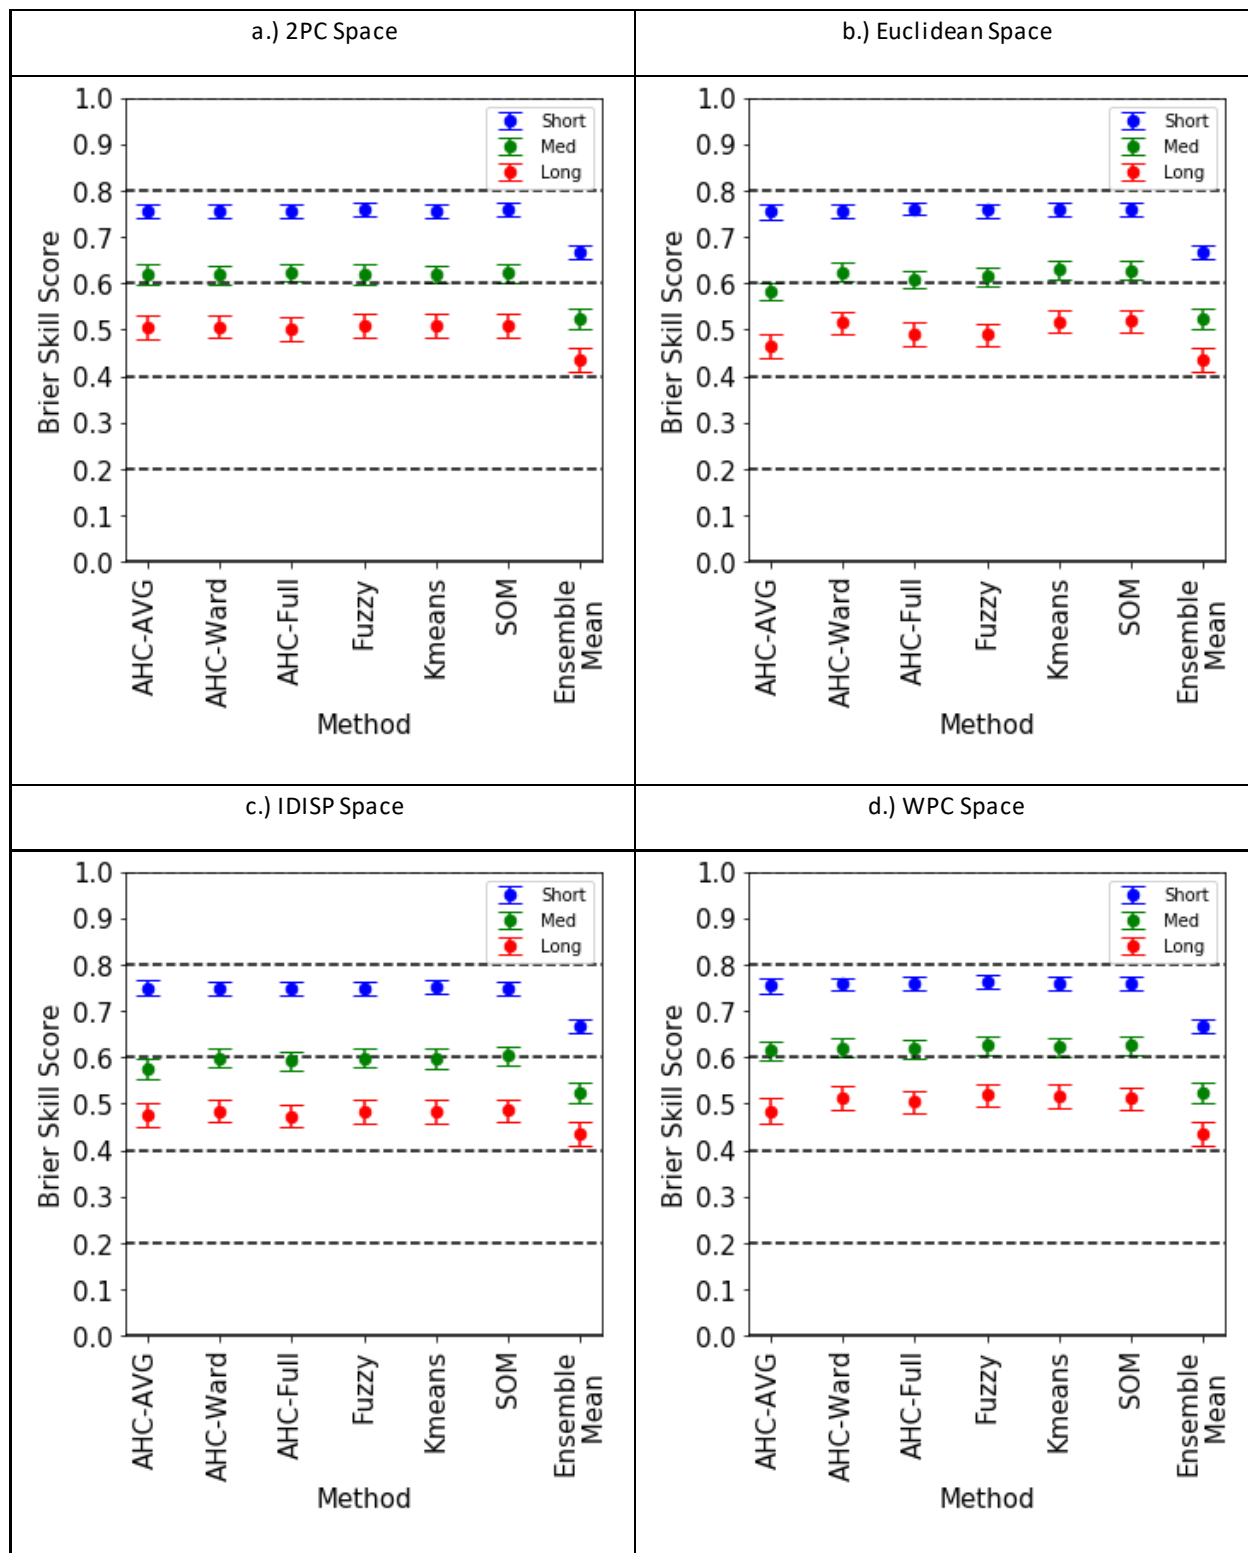 a.) 2PC Space
b.) Euclidean Space
1.0
0.9
0.8
0.7
0.6
0.5
0.4
0.3
0.2
0.1
0.0
Brier Skill Score
Short
Med
Long
AHC-AVG
AHC-Ward
AHC-Full
Fuzzy
Kmeans
SOM
Ensemble
Mean
Method
1.0
0.9
0.8
0.7
0.6
0.5
0.4
0.3
0.2
0.1
0.0
Brier Skill Score
Short
Med
Long
AHC-AVG
AHC-Ward
AHC-Full
Fuzzy
Kmeans
SOM
Ensemble
Mean
Method
c.) IDISP Space
d.) WPC Space
1.0
0.9
0.8
0.7
0.6
0.5
0.4
0.3
0.2
0.1
0.0
Brier Skill Score
Short
Med
Long
AHC-AVG
AHC-Ward
AHC-Full
Fuzzy
Kmeans
SOM
Ensemble
Mean
Method
1.0
0.9
0.8
0.7
0.6
0.5
0.4
0.3
0.2
0.1
0.0
Brier Skill Score
Short
Med
Long
AHC-AVG
AHC-Ward
AHC-Full
Fuzzy
Kmeans
SOM
Ensemble
Mean
Method